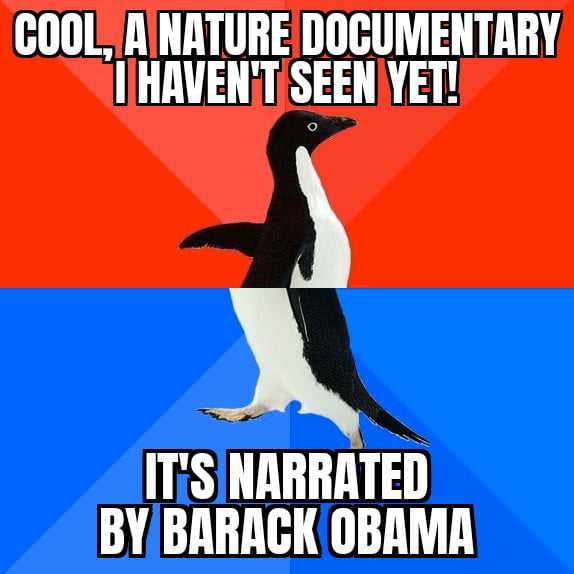 COOL, A NATURE DOCUMENTARY
I HAVEN'T SEEN YET!
IT'S NARRATED
BY BARACK OBAMA